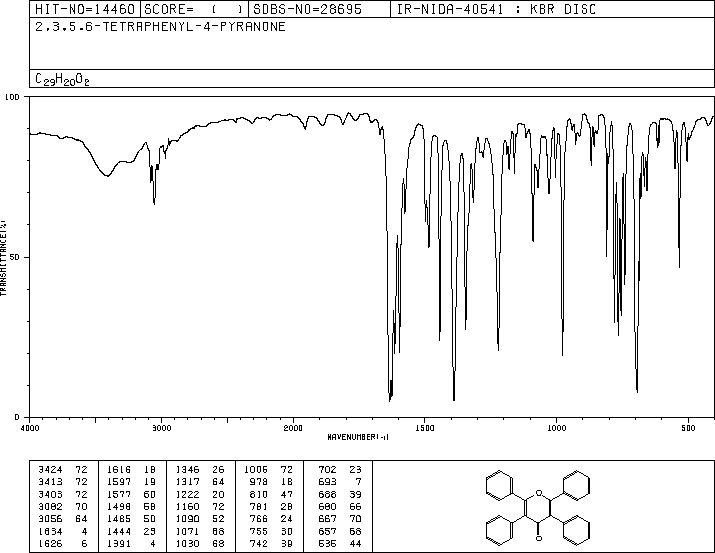 HIT-NO=14460 SCORE= ( ) SDBS-NO=28695 IR-NIDA-40541 : KBR DISC
2,3,5,6-TETRAPHENYL-4-PYRANONE
C29H20O2
100
TRANSMITTANCE(%)
50
0
4000 3000 2000 1500 1000 500
WAVENUMBER(-1)
3424 72 1616 18 1346 26 1006 72 702 23
3413 72 1597 19 1317 64 978 18 693 7
3403 72 1577 60 1222 20 810 47 688 39
3082 70 1498 58 1160 72 781 28 680 66
3056 64 1485 50 1090 52 766 24 667 70
1634 4 1444 23 1071 68 755 30 657 68
1626 6 1391 4 1030 68 742 39 536 44
O
O